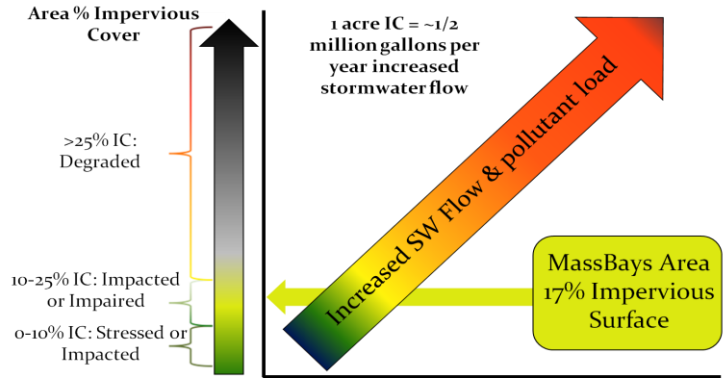 Area % Impervious
Cover
1 acre IC = ~1/2
million gallons per
year increased
stormwater flow
>25% IC:
Degraded
Increased SW Flow & pollutant load
10-25% IC: Impacted
or Impaired
0-10% IC: Stressed or
Impacted
MassBays Area
17% Impervious
Surface